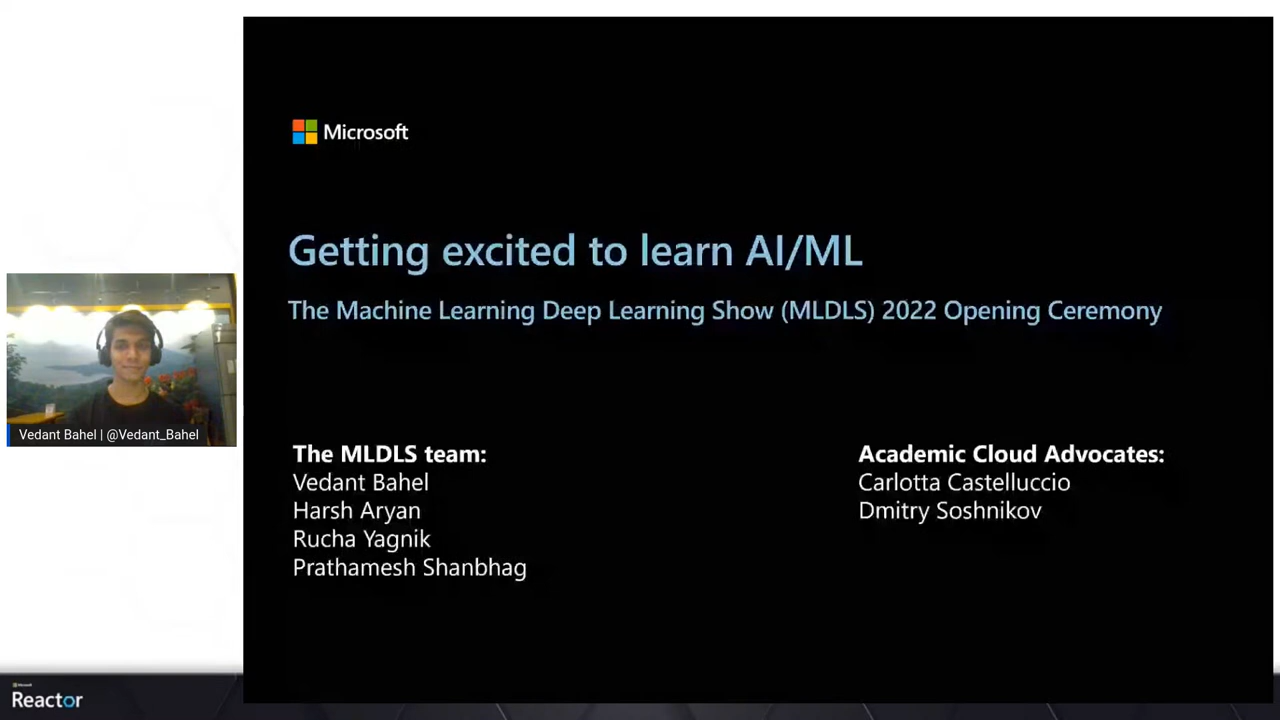 Microsoft
Getting excited to learn AI/ML
The Machine Learning Deep Learning Show (MLDLS) 2022 Opening Ceremony
The MLDLS team:
Vedant Bahel
Harsh Aryan
Rucha Yagnik
Prathamesh Shanbhag
Academic Cloud Advocates:
Carlotta Castelluccio
Dmitry Soshnikov
Vedant Bahel | @Vedant_Bahel
Microsoft
Reactor